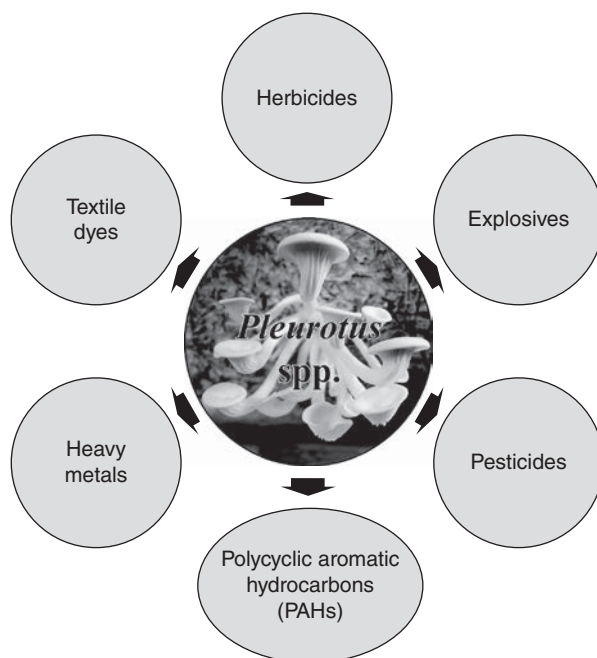 Herbicides
Textile
dyes
Explosives
Pleurotus
spp.
Heavy
metals
Pesticides
Polycyclic aromatic
hydrocarbons
(PAHs)